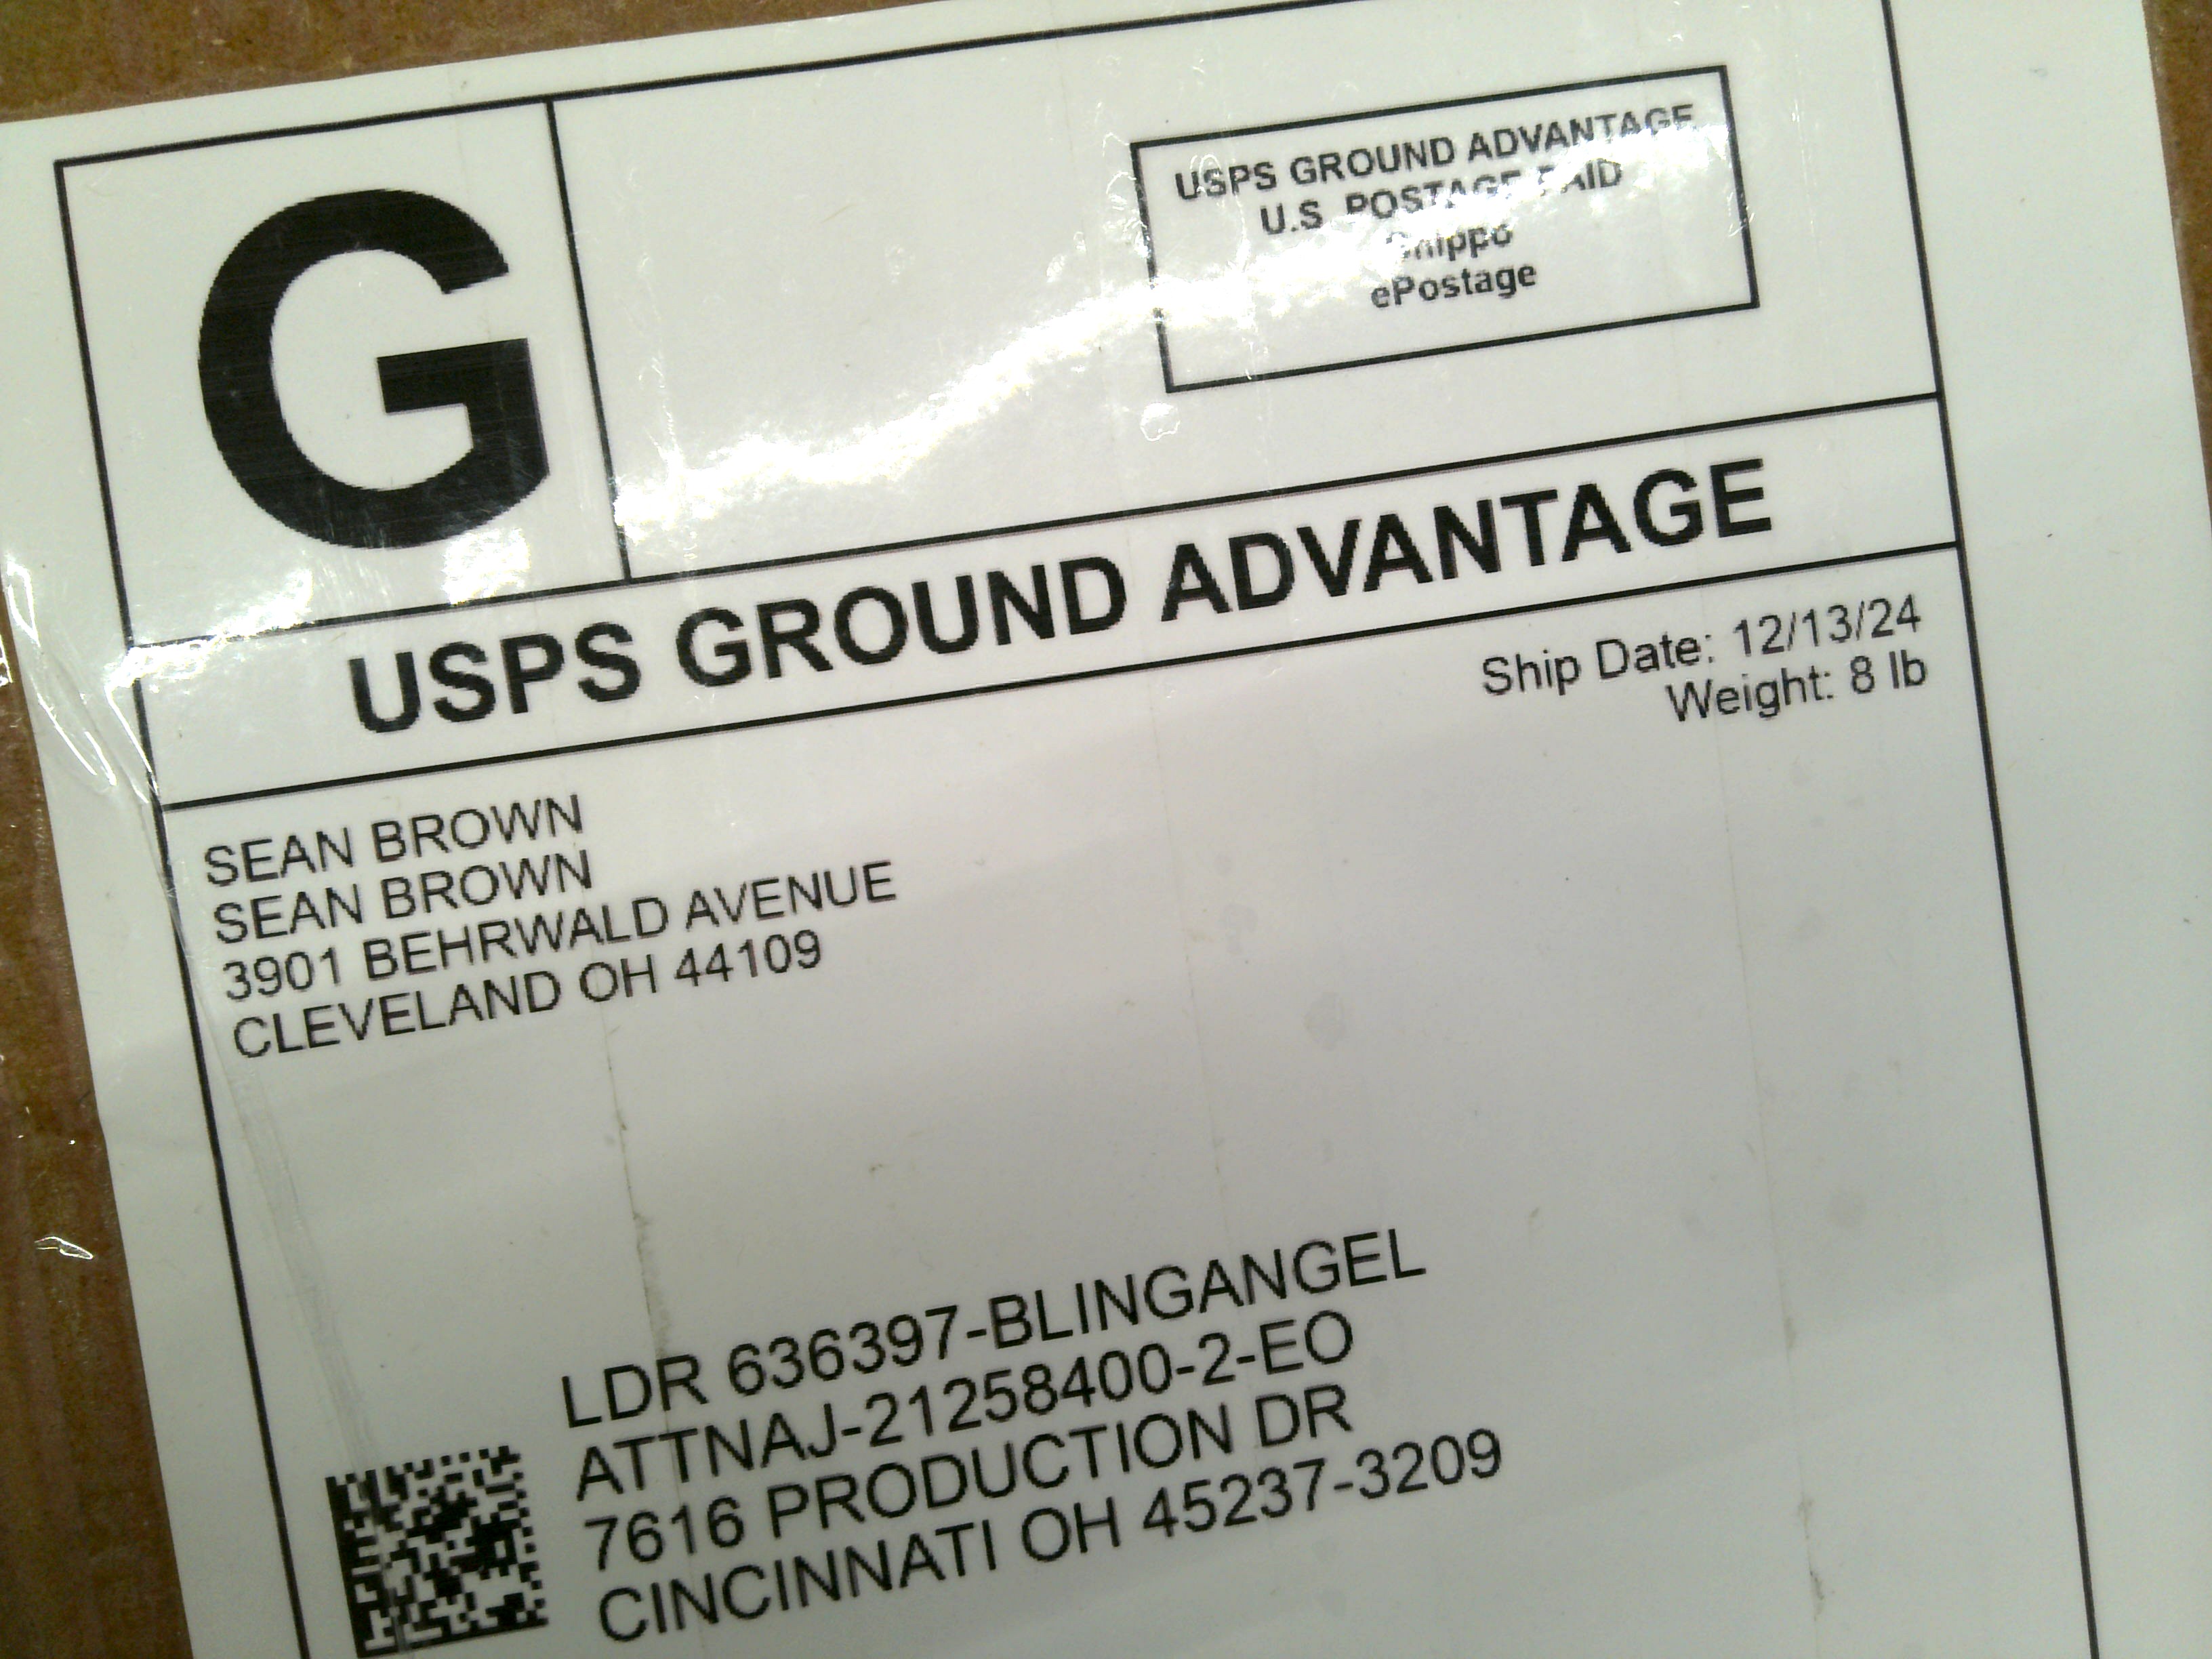 G
USPS GROUND ADVANTAGE
U.S. POSTAGE PAID
Shippo
ePostage
USPS GROUND ADVANTAGE
Ship Date: 12/13/24
Weight: 8 lb
SEAN BROWN
SEAN BROWN
3901 BEHRWALD AVENUE
CLEVELAND OH 44109
LDR 636397-BLINGANGEL
ATTNAJ-21258400-2-EO
7616 PRODUCTION DR
CINCINNATI OH 45237-3209